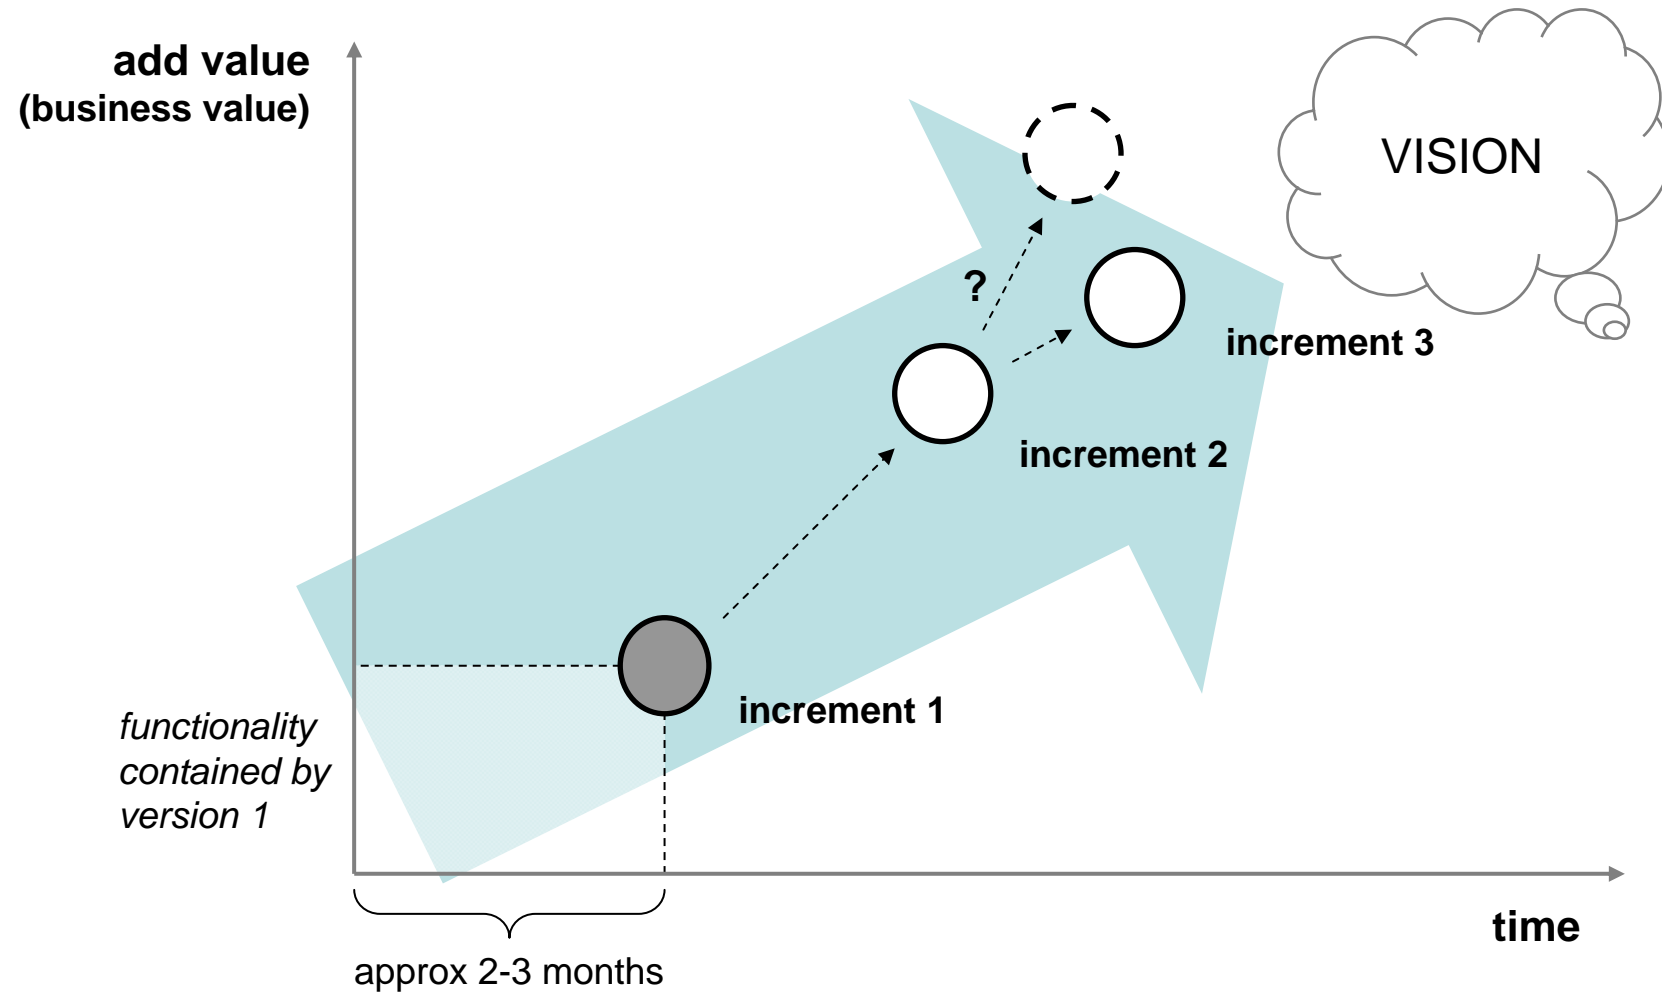 add value
(business value)
VISION
?
increment 3
increment 2
increment 1
functionality
contained by
version 1
time
approx 2-3 months